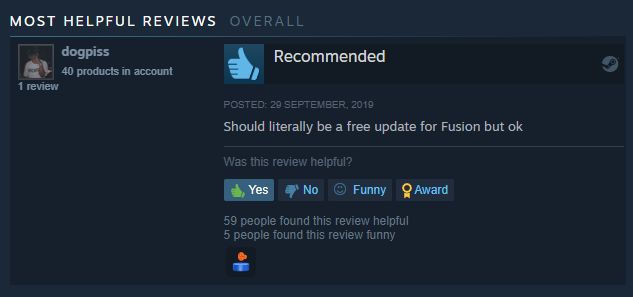 MOST HELPFUL REVIEWS OVERALL
dogpiss
40 products in account
1 review
Recommended
POSTED: 29 SEPTEMBER, 2019
Should literally be a free update for Fusion but ok
Was this review helpful?
Yes No Funny Award
59 people found this review helpful
5 people found this review funny